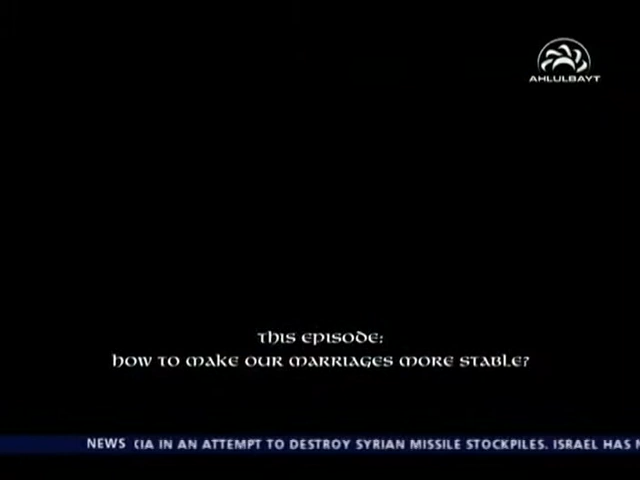 AHLULBAYT
THIS EPISODE:
HOW TO MAKE OUR MARRIAGES MORE STABLE?
NEWS CIA IN AN ATTEMPT TO DESTROY SYRIAN MISSILE STOCKPILES. ISRAEL HAS